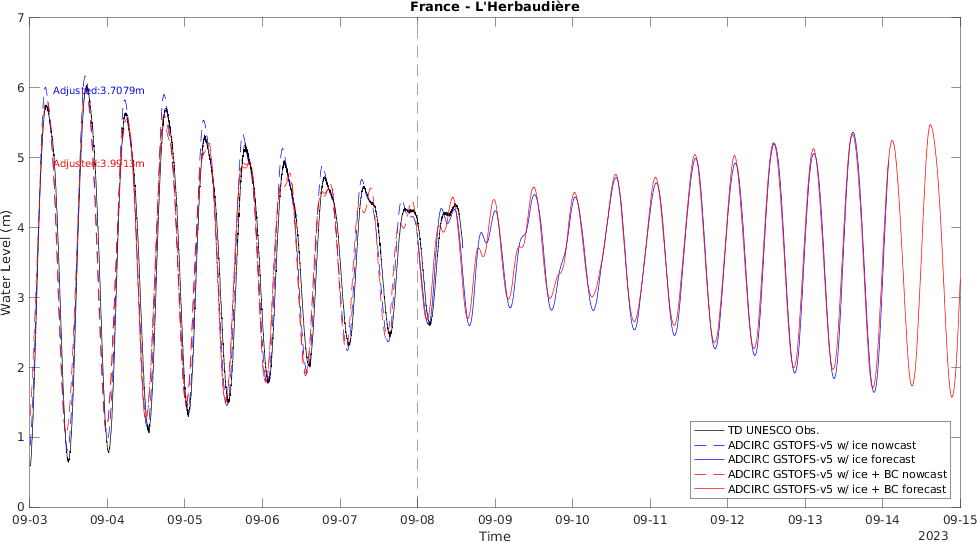 France - L'Herbaudière
7
6
5
4
3
2
1
0
Water Level (m)
Adjusted:3.7079m
Adjusted:3.9913m
TD UNESCO Obs.
ADCIRC GSTOFS-v5 w/ ice nowcast
ADCIRC GSTOFS-v5 w/ ice forecast
ADCIRC GSTOFS-v5 w/ ice + BC nowcast
ADCIRC GSTOFS-v5 w/ ice + BC forecast
09-03 09-04 09-05 09-06 09-07 09-08 09-09 09-10 09-11 09-12 09-13 09-14 09-15
Time
2023